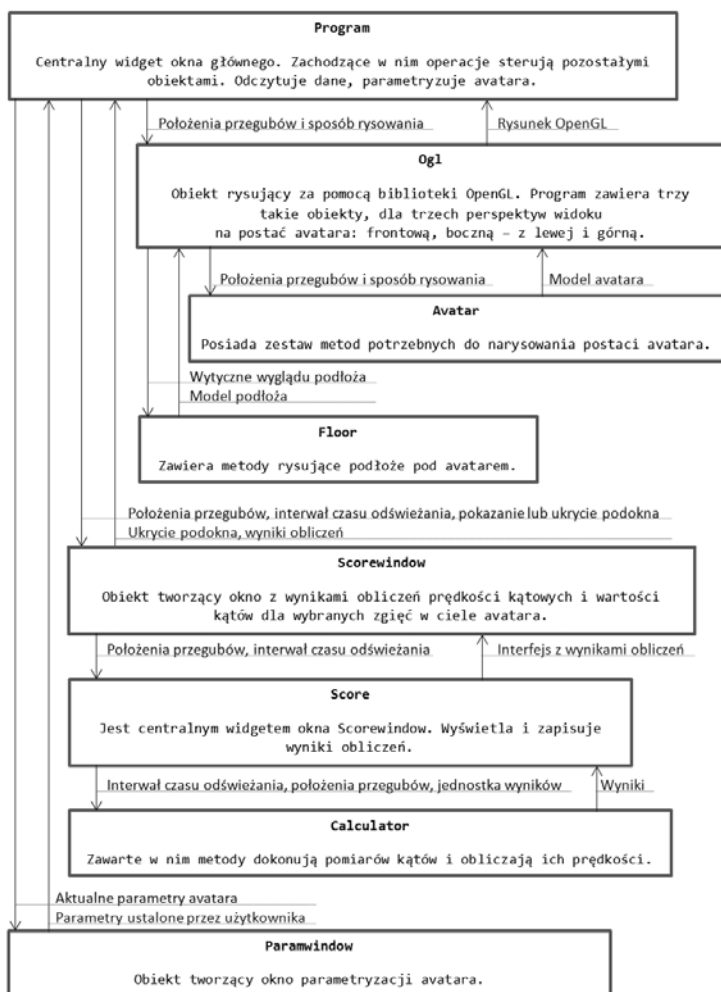 Program
Centralny widget okna głównego. Zachodzące w nim operacje sterują pozostałymi
obiektami. Odczytuje dane, parametryzuje avatara.
Położenia przegubów i sposób rysowania
Rysunek OpenGL
Ogl
Obiekt rysujący za pomocą biblioteki OpenGL. Program zawiera trzy
takie obiekty, dla trzech perspektyw widoku
na postać avatara: frontową, boczną – z lewej i górną.
Położenia przegubów i sposób rysowania
Model avatara
Avatar
Posiada zestaw metod potrzebnych do narysowania postaci avatara.
Wytyczne wyglądu podłoża
Model podłoża
Floor
Zawiera metody rysujące podłoże pod avatarem.
Położenia przegubów, interwał czasu odświeżania, pokazanie lub ukrycie podokna
Ukrycie podokna, wyniki obliczeń
Scorewindow
Obiekt tworzący okno z wynikami obliczeń prędkości kątowych i wartości
kątów dla wybranych zgięć w ciele avatara.
Położenia przegubów, interwał czasu odświeżania
Interfejs z wynikami obliczeń
Score
Jest centralnym widgetem okna Scorewindow. Wyświetla i zapisuje
wyniki obliczeń.
Interwał czasu odświeżania, położenia przegubów, jednostka wyników
Wyniki
Calculator
Zawarte w nim metody dokonują pomiarów kątów i obliczają ich prędkości.
Aktualne parametry avatara
Parametry ustalone przez użytkownika
Paramwindow
Obiekt tworzący okno parametryzacji avatara.